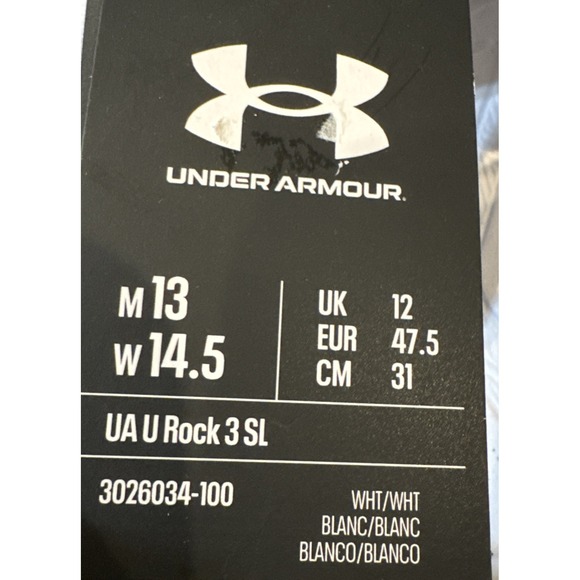 UNDER ARMOUR.
M 13
W 14.5
UK 12
EUR 47.5
CM 31
UA U Rock 3 SL
3026034-100
WHT/WHT
BLANC/BLANC
BLANCO/BLANCO